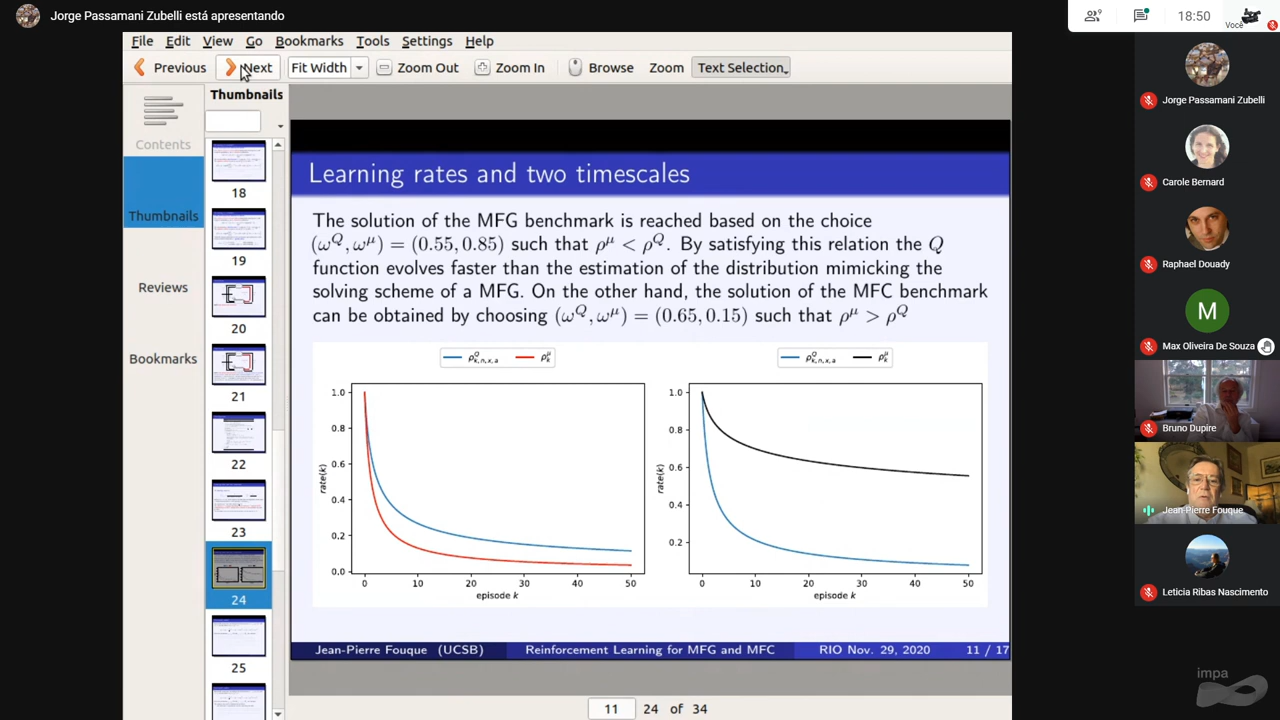 Jorge Passamani Zubelli está apresentando
9
18:50
Você
File Edit View Go Bookmarks Tools Settings Help
Previous Next Fit Width Zoom Out Zoom In Browse Zoom Text Selection
Thumbnails
Contents
Thumbnails
Reviews
Bookmarks
18
19
20
21
22
23
24
25
Learning rates and two timescales
The solution of the MFG benchmark is reached based on the choice
(ω^Q, ω^μ) = (0.55, 0.85) such that ρ^μ < ρ^Q. By satisfying this relation the Q
function evolves faster than the estimation of the distribution mimicking the
solving scheme of a MFG. On the other hand, the solution of the MFC benchmark
can be obtained by choosing (ω^Q, ω^μ) = (0.65, 0.15) such that ρ^μ > ρ^Q
ρ^Q_{k,n,x,a} ρ^μ_k
1.0
0.8
0.6
0.4
0.2
0.0
rate(k)
0 10 20 30 40 50
episode k
ρ^Q_{k,n,x,a} ρ^μ_k
1.0
0.8
0.6
0.4
0.2
rate(k)
0 10 20 30 40 50
episode k
Jean-Pierre Fouque (UCSB) Reinforcement Learning for MFG and MFC RIO Nov. 29, 2020 11 / 17
11 24 of 34
Jorge Passamani Zubelli
Carole Bernard
Raphael Douady
M
Max Oliveira De Souza
Bruno Dupire
Jean-Pierre Fouque
Leticia Ribas Nascimento
impa